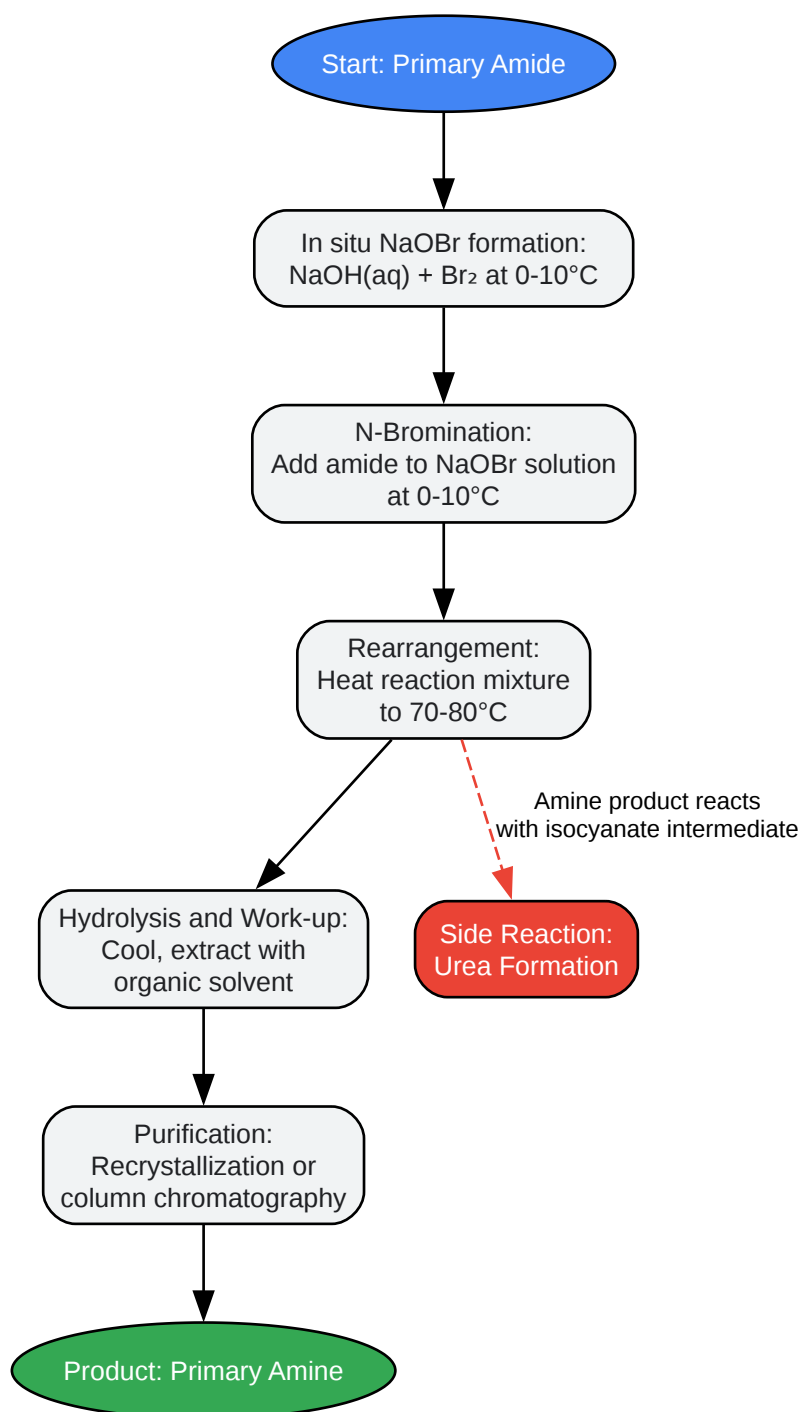 Start: Primary Amide
In situ NaOBr formation:
NaOH(aq) + Br₂ at 0-10°C
N-Bromination:
Add amide to NaOBr solution
at 0-10°C
Rearrangement:
Heat reaction mixture
to 70-80°C
Amine product reacts
with isocyanate intermediate
Hydrolysis and Work-up:
Cool, extract with
organic solvent
Side Reaction:
Urea Formation
Purification:
Recrystallization or
column chromatography
Product: Primary Amine